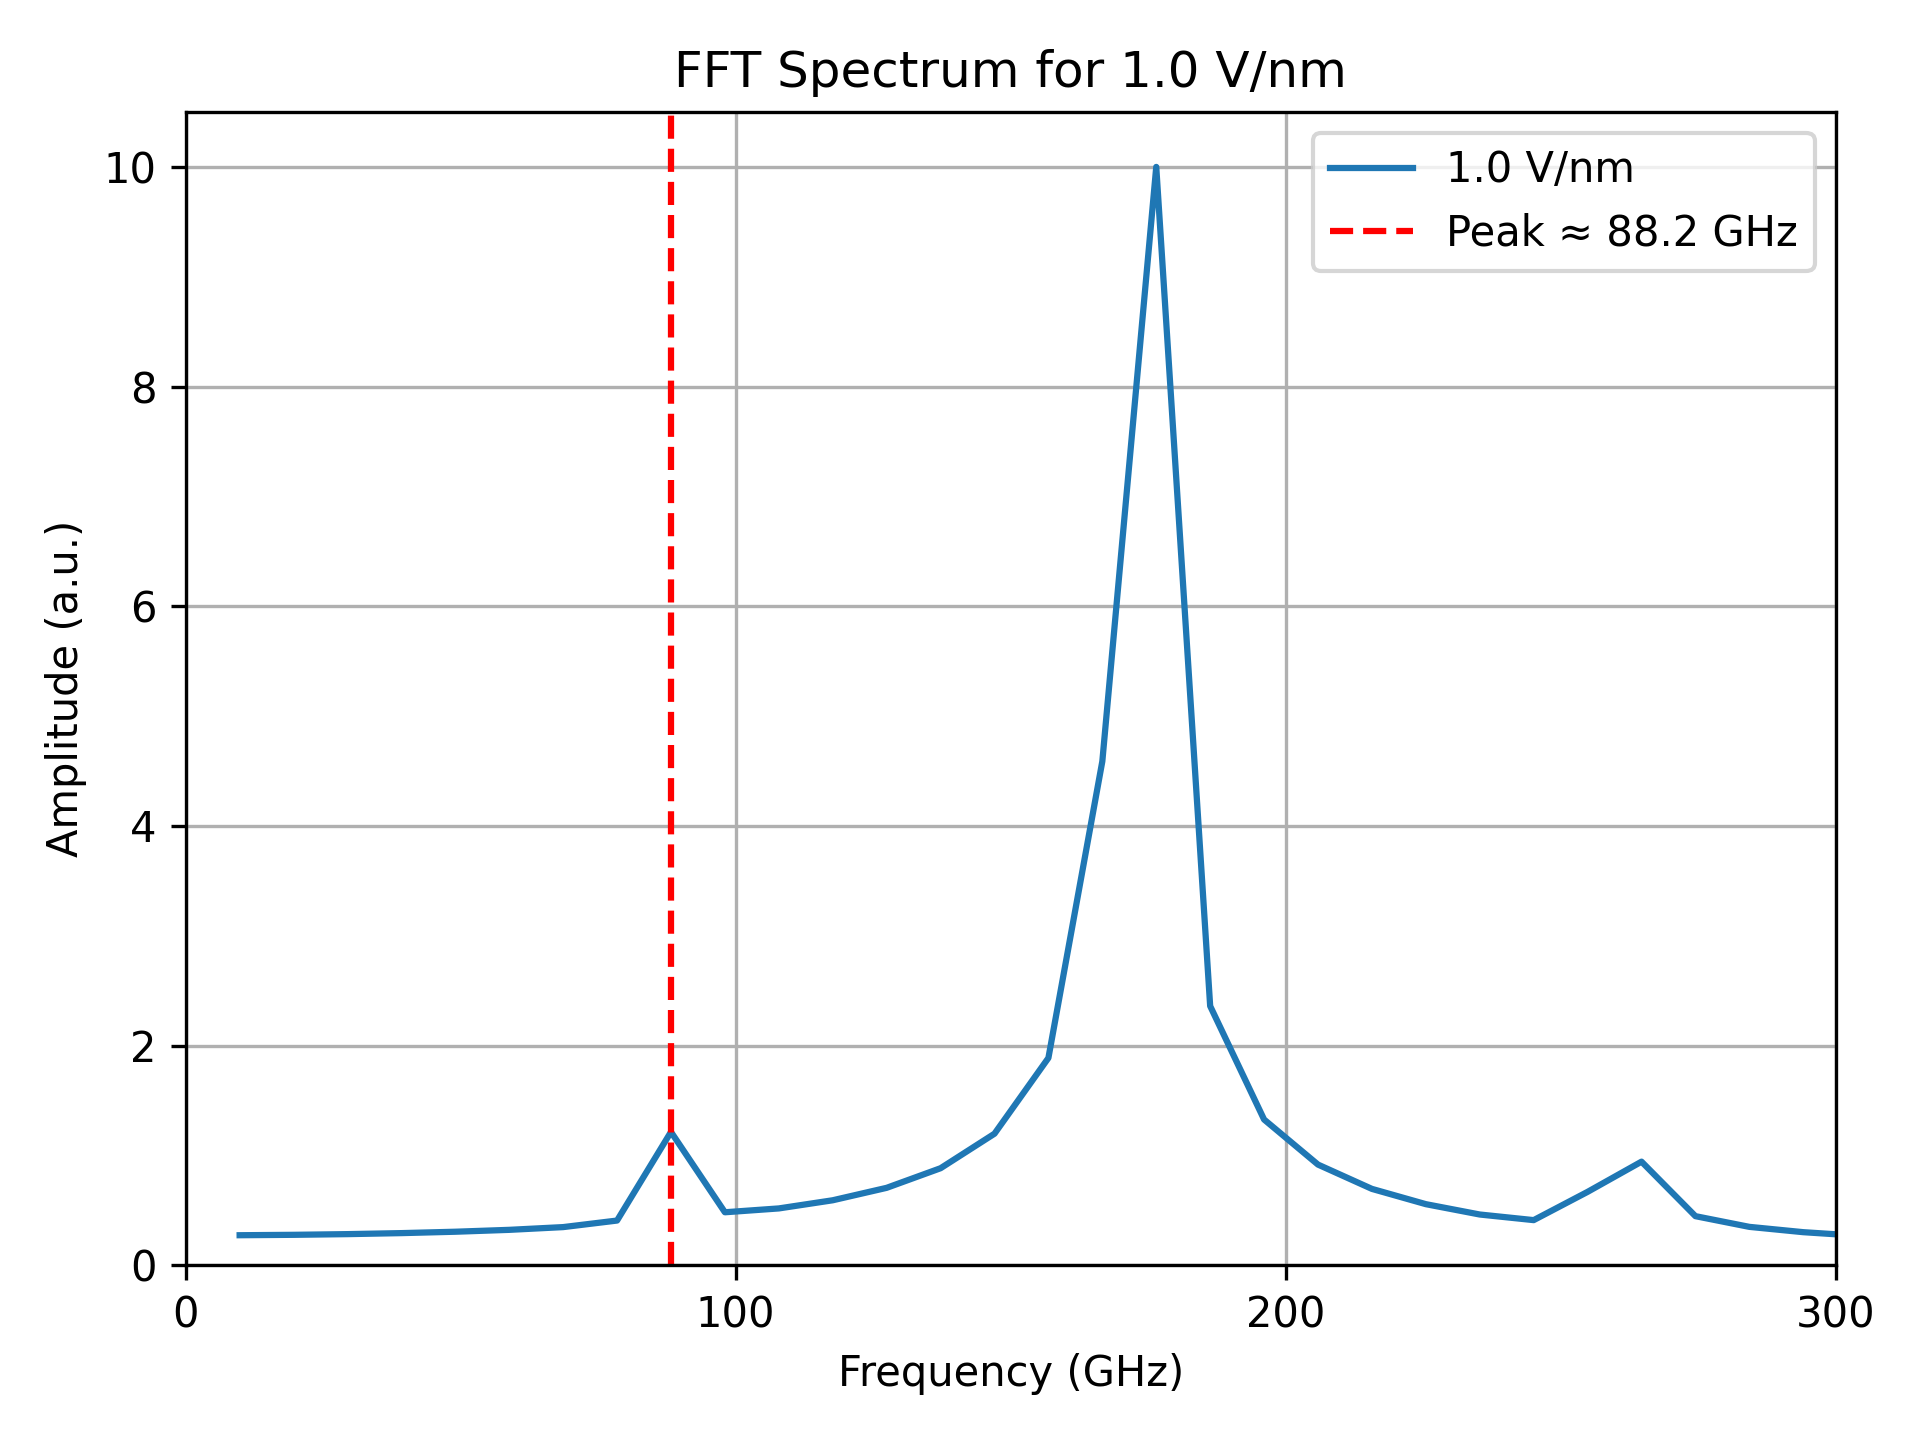 FFT Spectrum for 1.0 V/nm
1.0 V/nm
Peak ≈ 88.2 GHz
Amplitude (a.u.)
10
8
6
4
2
0
0 100 200 300
Frequency (GHz)